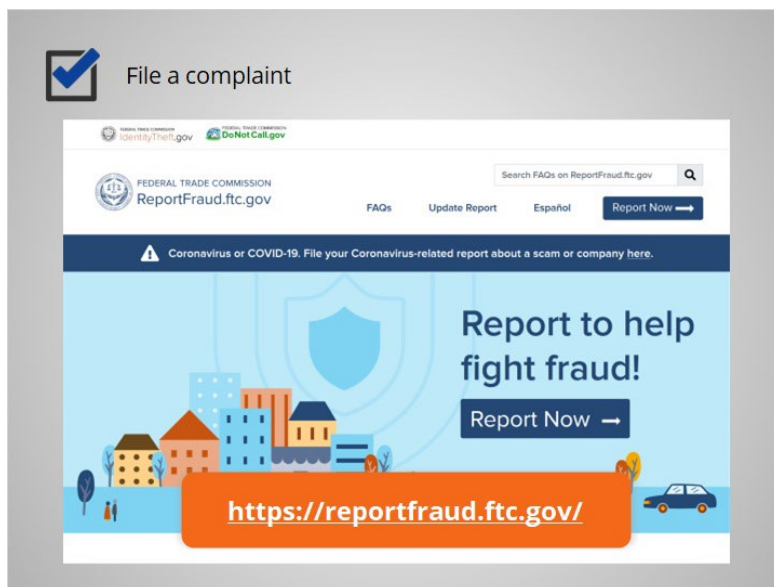 File a complaint
FEDERAL TRADE COMMISSION
IdentityTheft.gov
FEDERAL TRADE COMMISSION
DoNotCall.gov
FEDERAL TRADE COMMISSION
ReportFraud.ftc.gov
Search FAQs on ReportFraud.ftc.gov
FAQs
Update Report
Español
Report Now
Coronavirus or COVID-19. File your Coronavirus-related report about a scam or company here.
Report to help
fight fraud!
Report Now
https://reportfraud.ftc.gov/